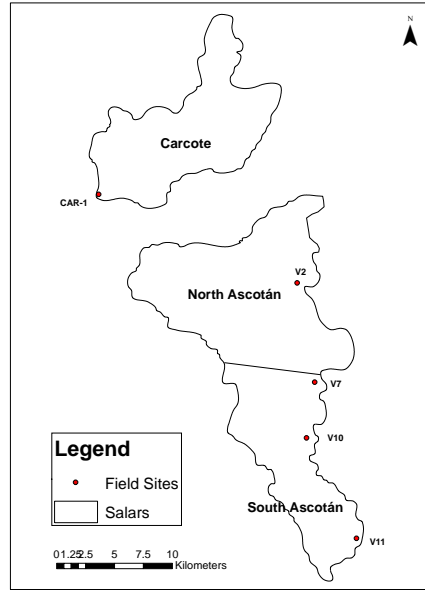 N
Carcote
CAR-1
V2
North Ascotán
V7
V10
Legend
Field Sites
Salars
South Ascotán
V11
0 1.25 2.5 5 7.5 10
Kilometers